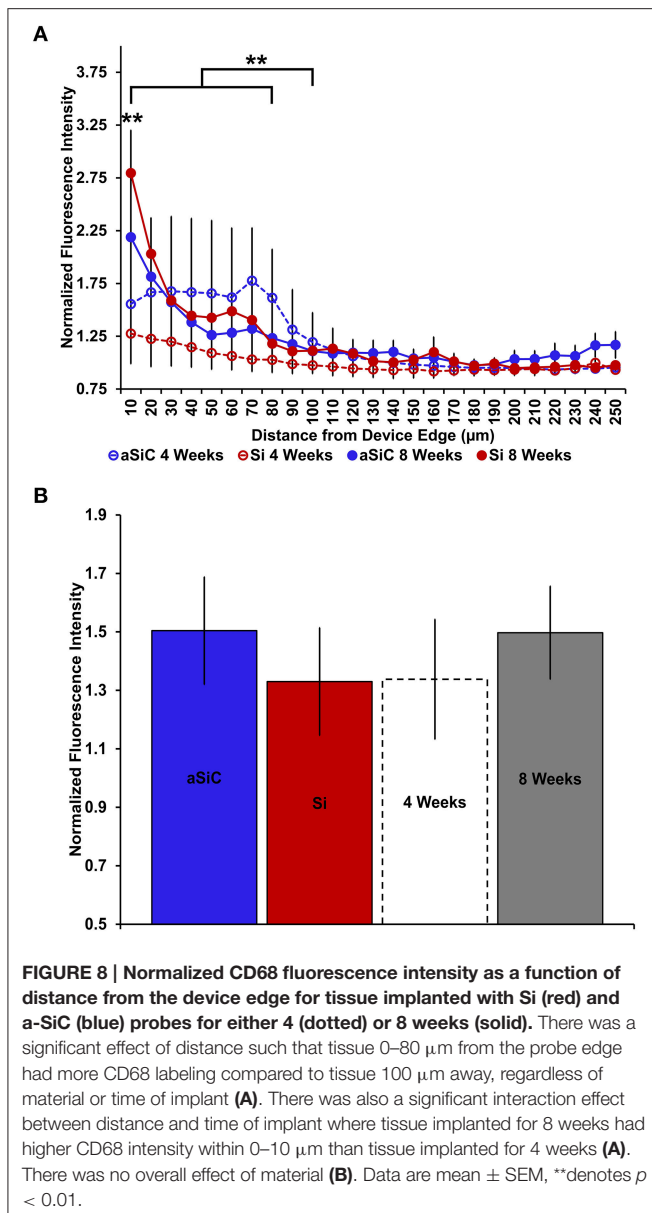 A
**
**
3.75
3.25
2.75
2.25
1.75
1.25
0.75
Normalized Fluorescence Intensity
10 20 30 40 50 60 70 80 90 100 110 120 130 140 150 160 170 180 190 200 210 220 230 240 250
Distance from Device Edge (µm)
aSiC 4 Weeks Si 4 Weeks aSiC 8 Weeks Si 8 Weeks
B
1.9
1.7
1.5
1.3
1.1
0.9
0.7
0.5
Normalized Fluorescence Intensity
aSiC Si 4 Weeks 8 Weeks
FIGURE 8 | Normalized CD68 fluorescence intensity as a function of
distance from the device edge for tissue implanted with Si (red) and
a-SiC (blue) probes for either 4 (dotted) or 8 weeks (solid). There was a
significant effect of distance such that tissue 0–80 µm from the probe edge
had more CD68 labeling compared to tissue 100 µm away, regardless of
material or time of implant (A). There was also a significant interaction effect
between distance and time of implant where tissue implanted for 8 weeks had
higher CD68 intensity within 0–10 µm than tissue implanted for 4 weeks (A).
There was no overall effect of material (B). Data are mean ± SEM, **denotes p
< 0.01.